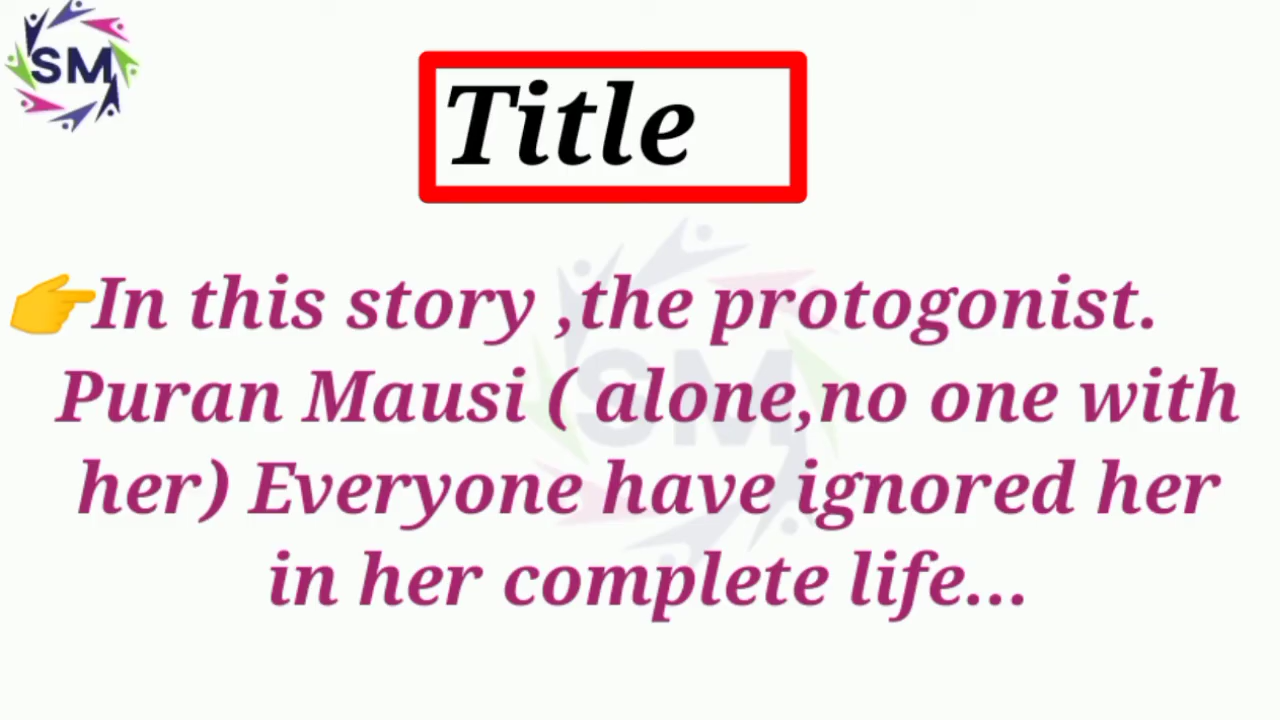 SM
Title
👉In this story ,the protogonist.
Puran Mausi ( alone,no one with
her) Everyone have ignored her
in her complete life...
SM